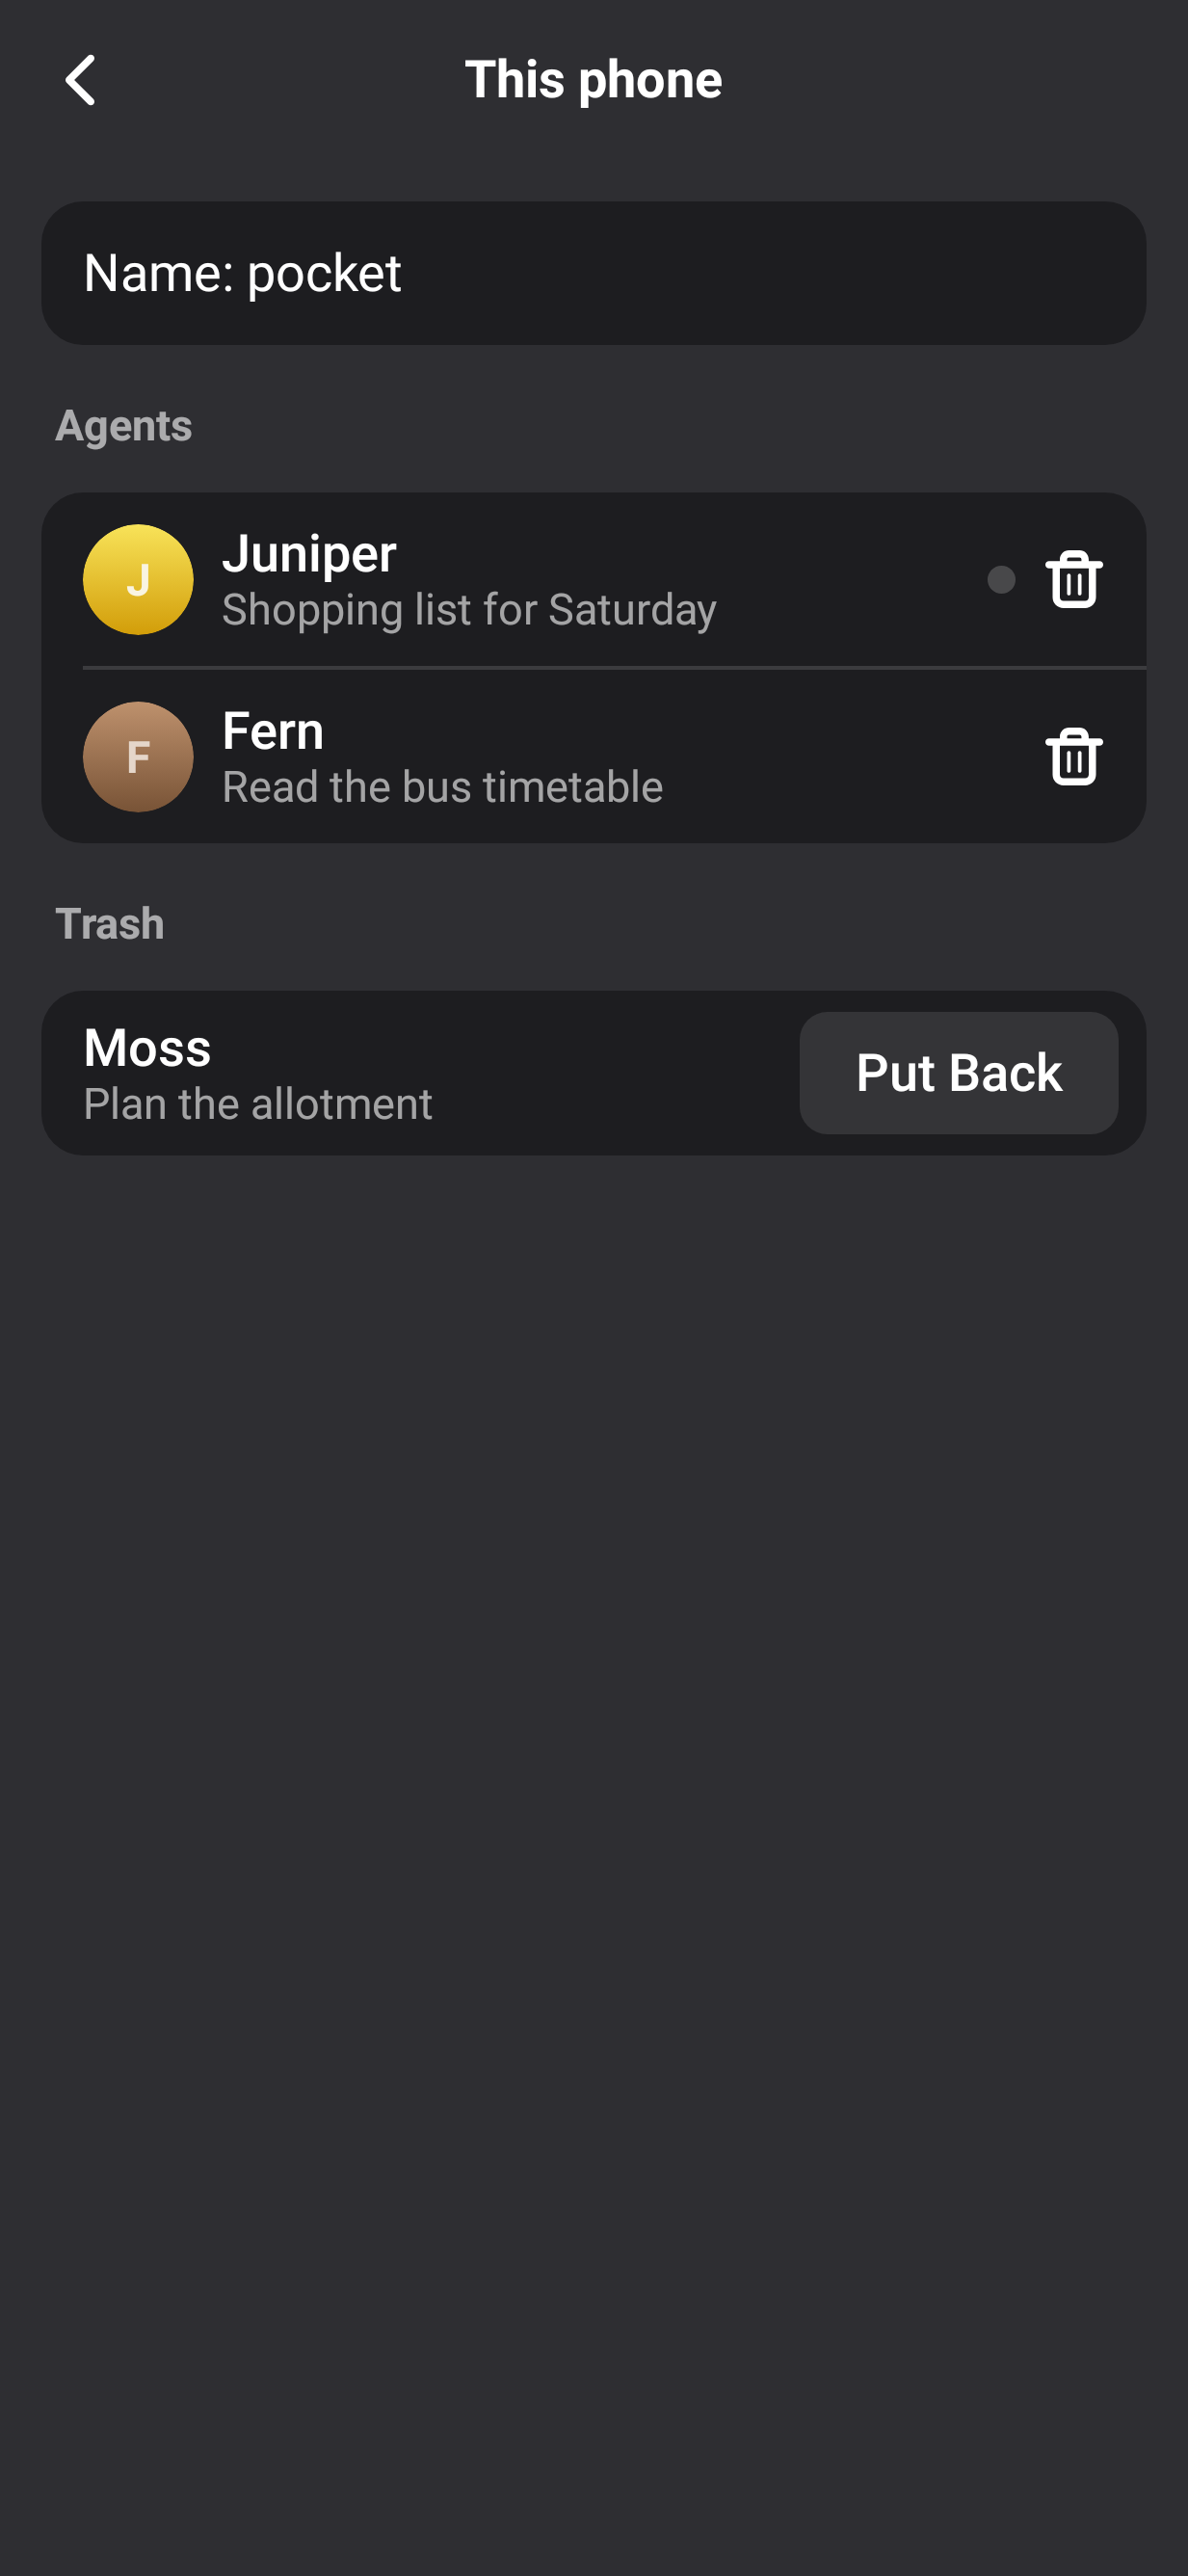 This phone
Name: pocket
Agents
J
Juniper
Shopping list for Saturday
F
Fern
Read the bus timetable
Trash
Moss
Plan the allotment
Put Back